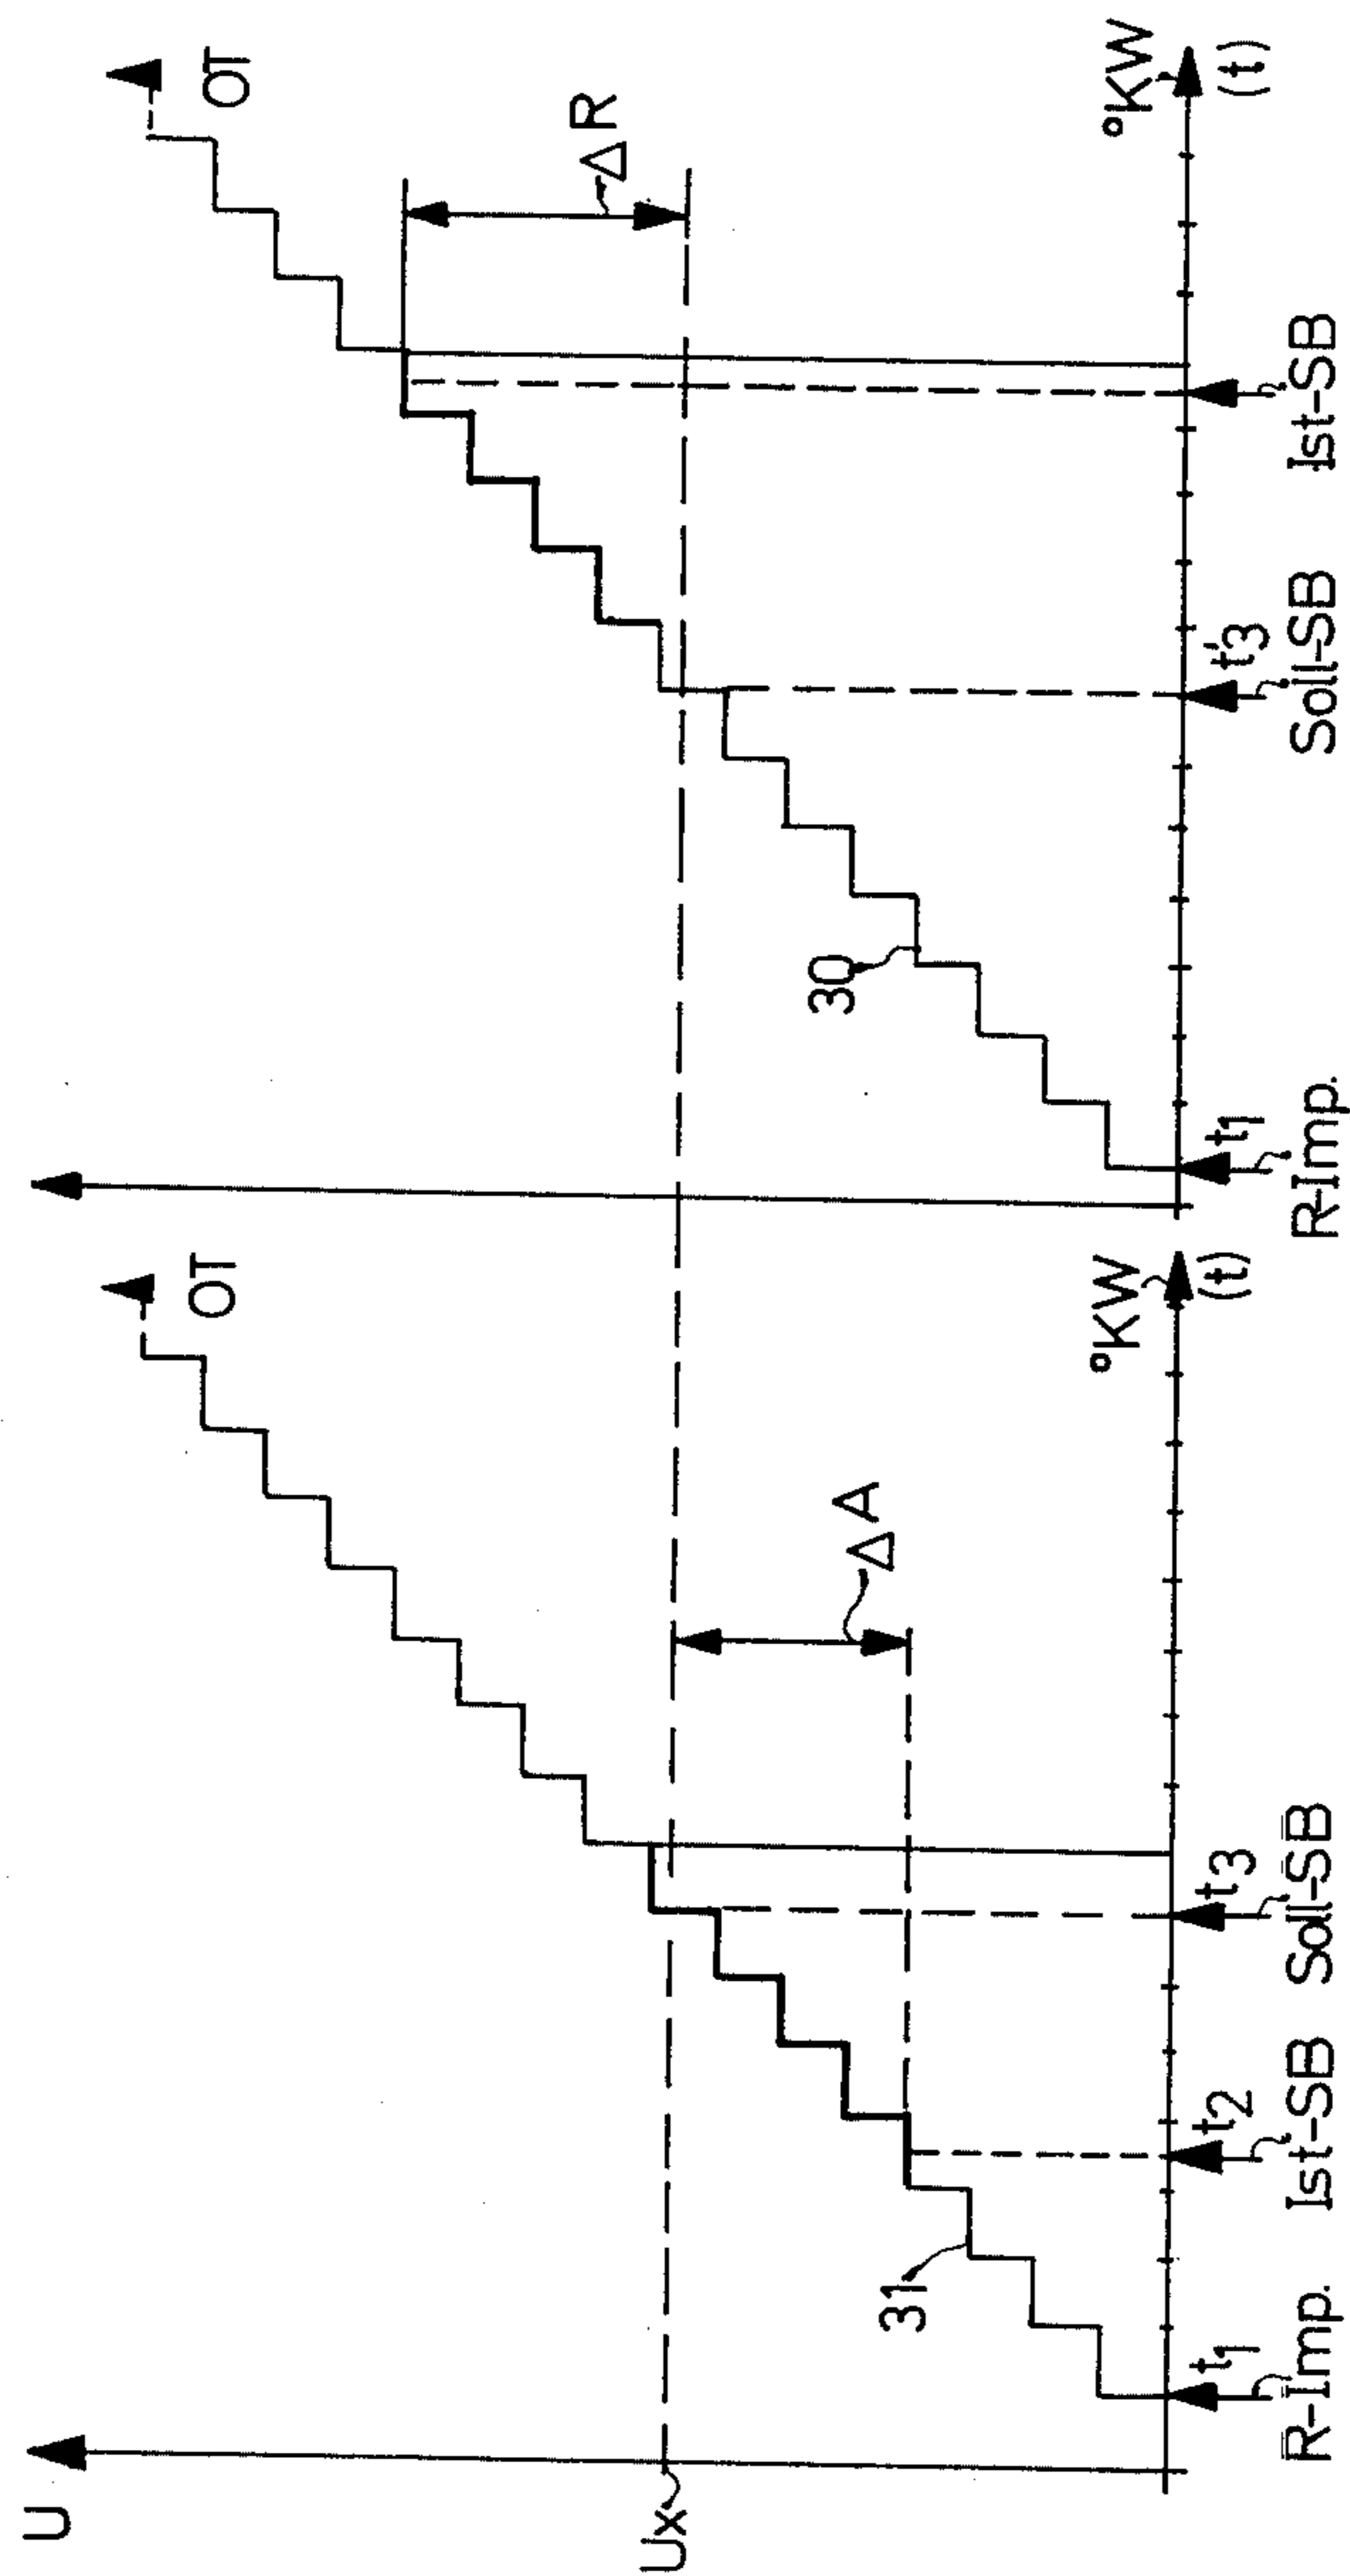 U
Ux
OT
31
ΔA
°KW
(t)
t1
t2
t3
R-Imp.
Ist-SB
Soll-SB
OT
ΔR
30
°KW
(t)
t1
t'3
R-Imp.
Soll-SB
Ist-SB